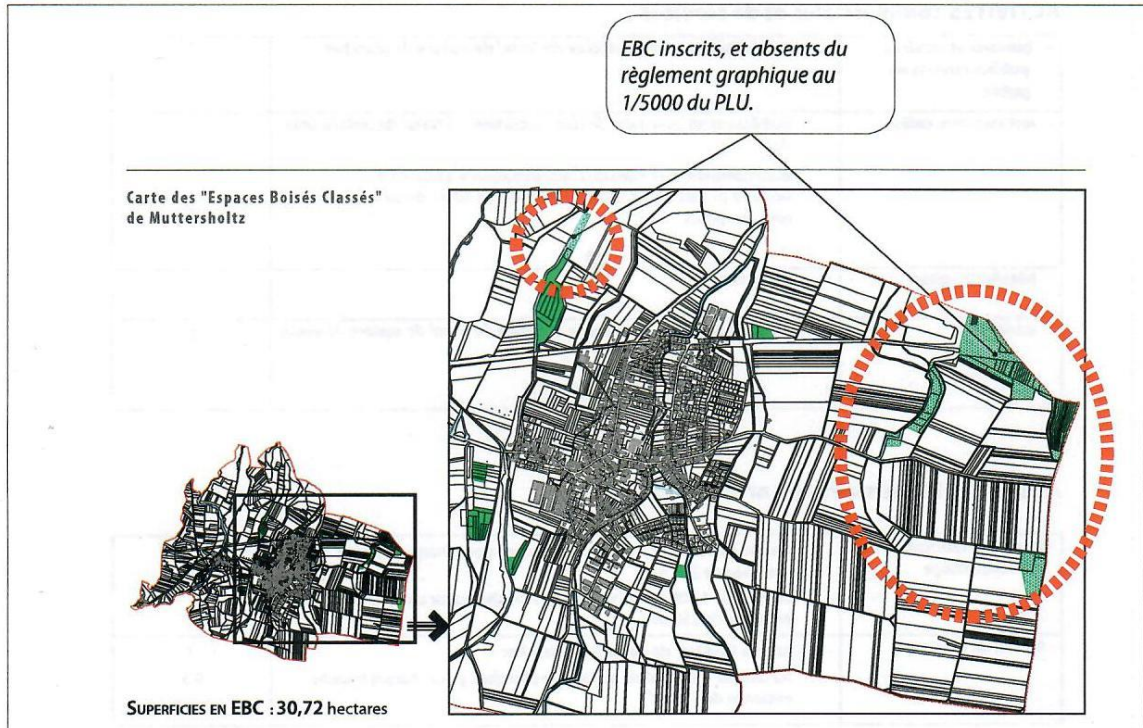 EBC inscrits, et absents du
règlement graphique au
1/5000 du PLU.
Carte des "Espaces Boisés Classés"
de Muttersholtz
SUPERFICIES EN EBC : 30,72 hectares